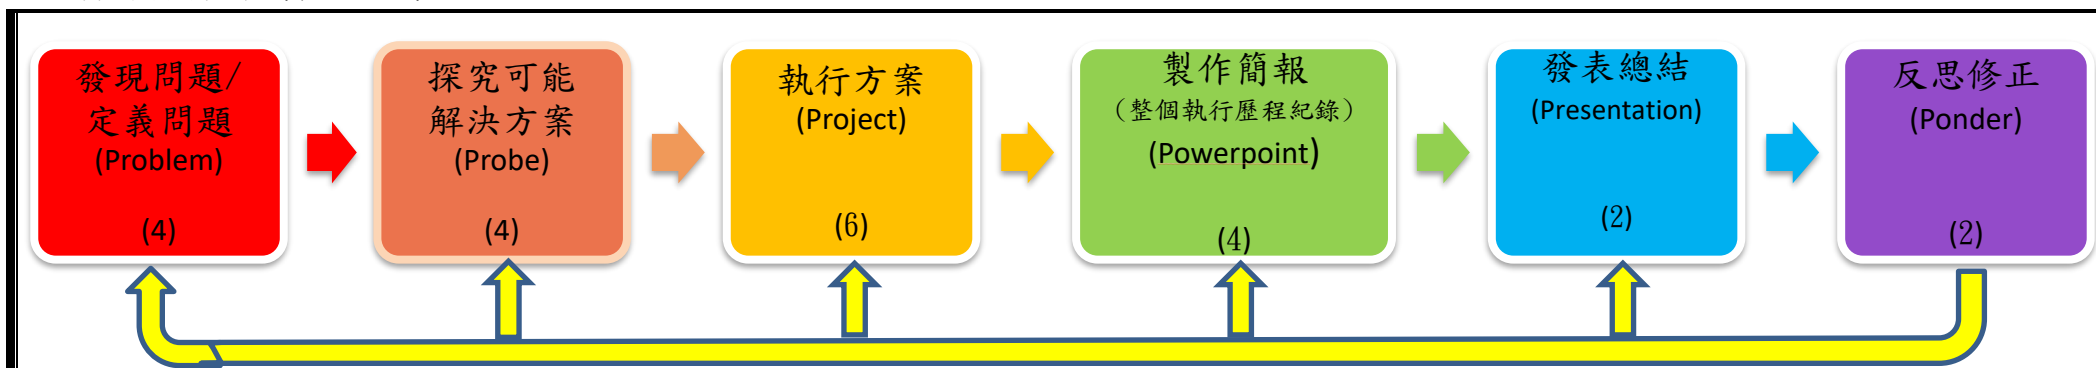 發現問題/
定義問題
(Problem)
(4)
探究可能
解決方案
(Probe)
(4)
執行方案
(Project)
(6)
製作簡報
（整個執行歷程紀錄）
(Powerpoint)
(4)
發表總結
(Presentation)
(2)
反思修正
(Ponder)
(2)